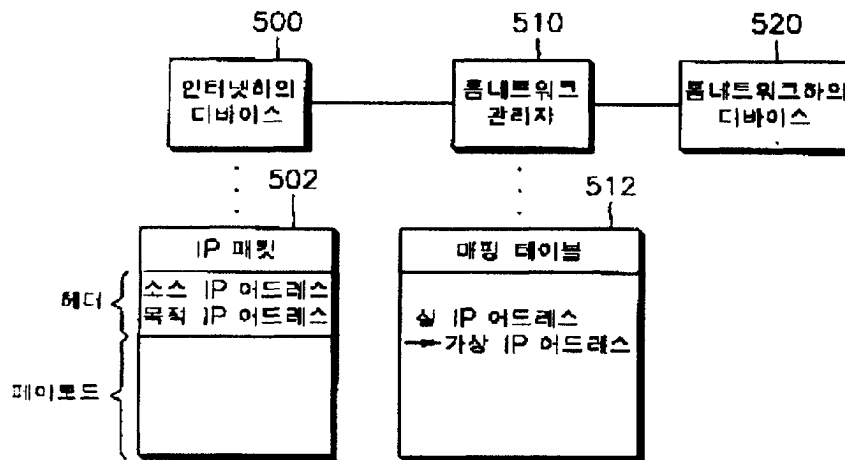 500
510
520
인터넷하의
디바이스
홈네트워크
관리자
홈네트워크하의
디바이스
502
512
IP 패킷
매핑 테이블
헤더
소스 IP 어드레스
목적 IP 어드레스
실 IP 어드레스
가상 IP 어드레스
페이로드